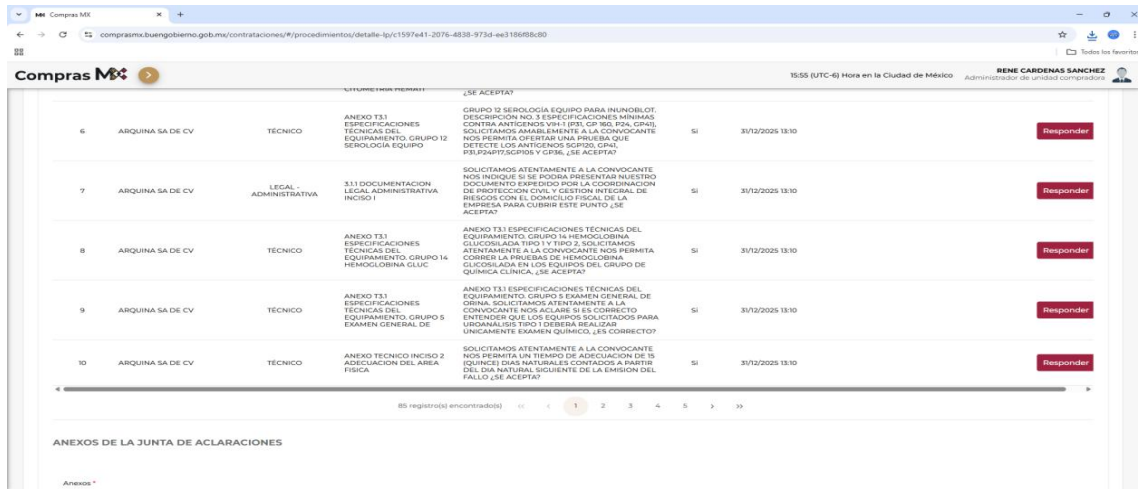 Compras MX
comprasmx.buengobierno.gob.mx/contrataciones/#/procedimientos/detalle-lp/c1597e41-2076-4838-973d-ee3186f88c80
Todos los favoritos
Compras MX
15:55 (UTC-6) Hora en la Ciudad de México
RENE CARDENAS SANCHEZ
Administrador de unidad compradora
CITOMETRIA HEMATI
¿SE ACEPTA?
6
ARQUINA SA DE CV
TÉCNICO
ANEXO T3.1
ESPECIFICACIONES
TÉCNICAS DEL
EQUIPAMIENTO. GRUPO 12
SEROLOGÍA EQUIPO
GRUPO 12 SEROLOGÍA EQUIPO PARA INUNOBLOT.
DESCRIPCIÓN NO. 3 ESPECIFICACIONES MÍNIMAS
CONTRA ANTÍGENOS VIH-1 (P31, GP 160, P24, GP41),
SOLICITAMOS AMABLEMENTE A LA CONVOCANTE
NOS PERMITA OFERTAR UNA PRUEBA QUE
DETECTE LOS ANTÍGENOS SGP120, GP41,
P31,P24P17,SGP105 Y GP36, ¿SE ACEPTA?
Si
31/12/2025 13:10
Responder
7
ARQUINA SA DE CV
LEGAL -
ADMINISTRATIVA
3.1.1 DOCUMENTACION
LEGAL ADMINISTRATIVA
INCISO I
SOLICITAMOS ATENTAMENTE A LA CONVOCANTE
NOS INDIQUE SI SE PODRA PRESENTAR NUESTRO
DOCUMENTO EXPEDIDO POR LA COORDINACION
DE PROTECCION CIVIL Y GESTION INTEGRAL DE
RIESGOS CON EL DOMICILIO FISCAL DE LA
EMPRESA PARA CUBRIR ESTE PUNTO ¿SE
ACEPTA?
Si
31/12/2025 13:10
Responder
8
ARQUINA SA DE CV
TÉCNICO
ANEXO T3.1
ESPECIFICACIONES
TÉCNICAS DEL
EQUIPAMIENTO. GRUPO 14
HEMOGLOBINA GLUC
ANEXO T3.1 ESPECIFICACIONES TÉCNICAS DEL
EQUIPAMIENTO. GRUPO 14 HEMOGLOBINA
GLUCOSILADA TIPO 1 Y TIPO 2, SOLICITAMOS
ATENTAMENTE A LA CONVOCANTE NOS PERMITA
CORRER LA PRUEBAS DE HEMOGLOBINA
GLICOSILADA EN LOS EQUIPOS DEL GRUPO DE
QUÍMICA CLÍNICA, ¿SE ACEPTA?
Si
31/12/2025 13:10
Responder
9
ARQUINA SA DE CV
TÉCNICO
ANEXO T3.1
ESPECIFICACIONES
TÉCNICAS DEL
EQUIPAMIENTO. GRUPO 5
EXAMEN GENERAL DE
ANEXO T3.1 ESPECIFICACIONES TÉCNICAS DEL
EQUIPAMIENTO. GRUPO 5 EXAMEN GENERAL DE
ORINA. SOLICITAMOS ATENTAMENTE A LA
CONVOCANTE NOS ACLARE SI ES CORRECTO
ENTENDER QUE LOS EQUIPOS SOLICITADOS PARA
UROANÁLISIS TIPO 1 DEBERÁ REALIZAR
ÚNICAMENTE EXAMEN QUÍMICO, ¿ES CORRECTO?
Si
31/12/2025 13:10
Responder
10
ARQUINA SA DE CV
TÉCNICO
ANEXO TECNICO INCISO 2
ADECUACION DEL AREA
FISICA
SOLICITAMOS ATENTAMENTE A LA CONVOCANTE
NOS PERMITA UN TIEMPO DE ADECUACION DE 15
(QUINCE) DIAS NATURALES CONTADOS A PARTIR
DEL DIA NATURAL SIGUIENTE DE LA EMISION DEL
FALLO ¿SE ACEPTA?
Si
31/12/2025 13:10
Responder
85 registro(s) encontrado(s) 1 2 3 4 5
ANEXOS DE LA JUNTA DE ACLARACIONES
Anexos *